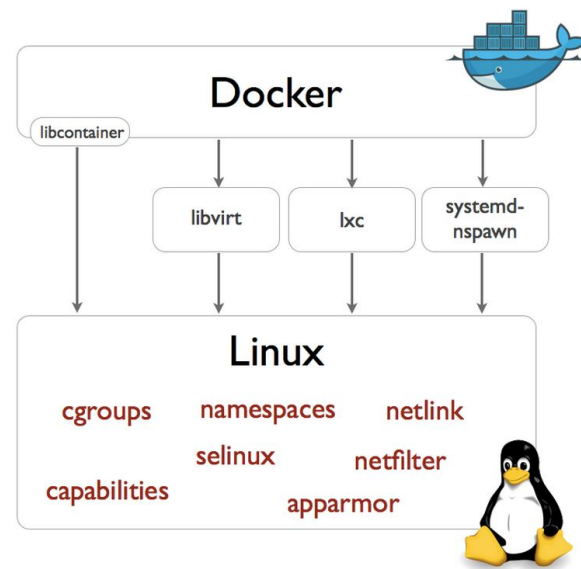 Docker
libcontainer
libvirt
lxc
systemd-
nspawn
Linux
cgroups
namespaces
netlink
selinux
netfilter
capabilities
apparmor